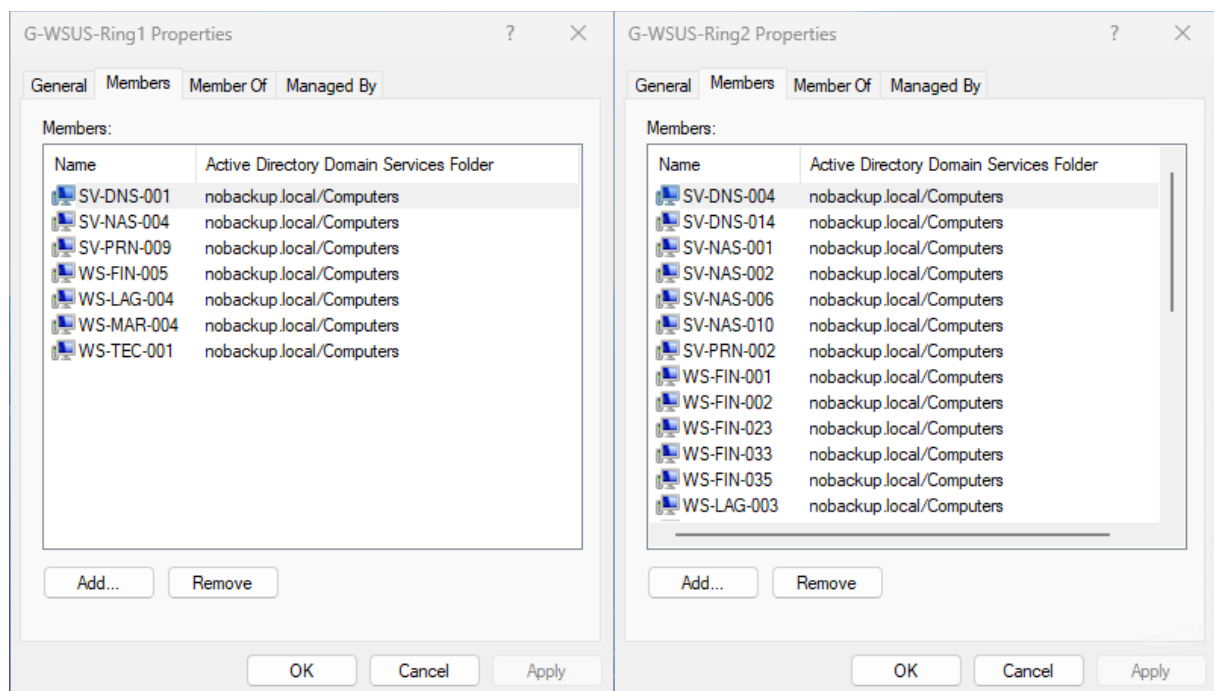 G-WSUS-Ring1 Properties ? ×
General Members Member Of Managed By
Members:
Name Active Directory Domain Services Folder
SV-DNS-001 nobackup.local/Computers
SV-NAS-004 nobackup.local/Computers
SV-PRN-009 nobackup.local/Computers
WS-FIN-005 nobackup.local/Computers
WS-LAG-004 nobackup.local/Computers
WS-MAR-004 nobackup.local/Computers
WS-TEC-001 nobackup.local/Computers
Add... Remove
OK Cancel Apply
G-WSUS-Ring2 Properties ? ×
General Members Member Of Managed By
Members:
Name Active Directory Domain Services Folder
SV-DNS-004 nobackup.local/Computers
SV-DNS-014 nobackup.local/Computers
SV-NAS-001 nobackup.local/Computers
SV-NAS-002 nobackup.local/Computers
SV-NAS-006 nobackup.local/Computers
SV-NAS-010 nobackup.local/Computers
SV-PRN-002 nobackup.local/Computers
WS-FIN-001 nobackup.local/Computers
WS-FIN-002 nobackup.local/Computers
WS-FIN-023 nobackup.local/Computers
WS-FIN-033 nobackup.local/Computers
WS-FIN-035 nobackup.local/Computers
WS-LAG-003 nobackup.local/Computers
Add... Remove
OK Cancel Apply